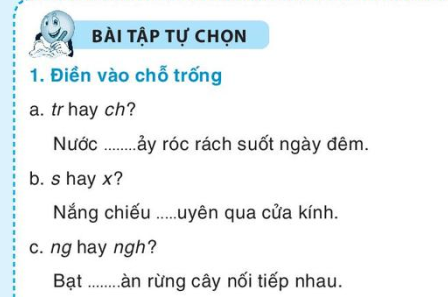 BÀI TẬP TỰ CHỌN
1. Điền vào chỗ trống
a. tr hay ch?
Nước ........ảy róc rách suốt ngày đêm.
b. s hay x?
Nắng chiếu .....uyên qua cửa kính.
c. ng hay ngh?
Bạt ........àn rừng cây nối tiếp nhau.